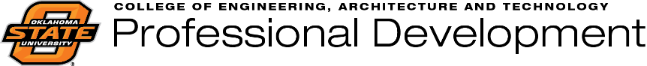 OKLAHOMA
STATE
UNIVERSITY
®
COLLEGE OF ENGINEERING, ARCHITECTURE AND TECHNOLOGY
Professional Development